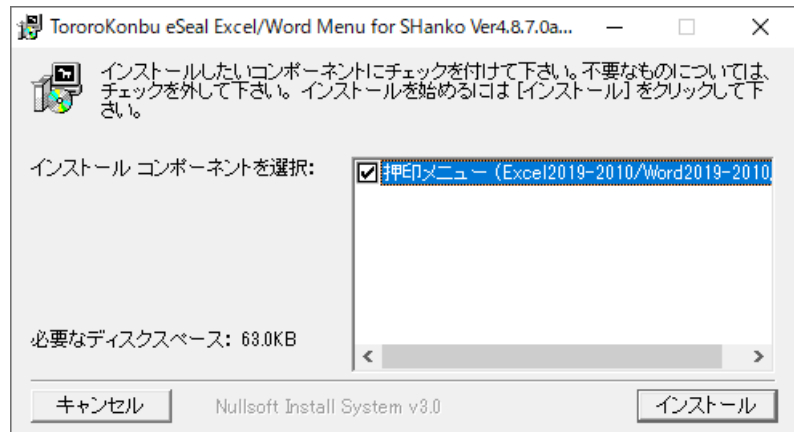 TororoKonbu eSeal Excel/Word Menu for SHanko Ver4.8.7.0a...
インストールしたいコンポーネントにチェックを付けて下さい。不要なものについては、
チェックを外して下さい。インストールを始めるには [インストール] をクリックして下
さい。
インストール コンポーネントを選択:
押印メニュー (Excel2019-2010/Word2019-2010
必要なディスクスペース: 63.0KB
キャンセル
Nullsoft Install System v3.0
インストール